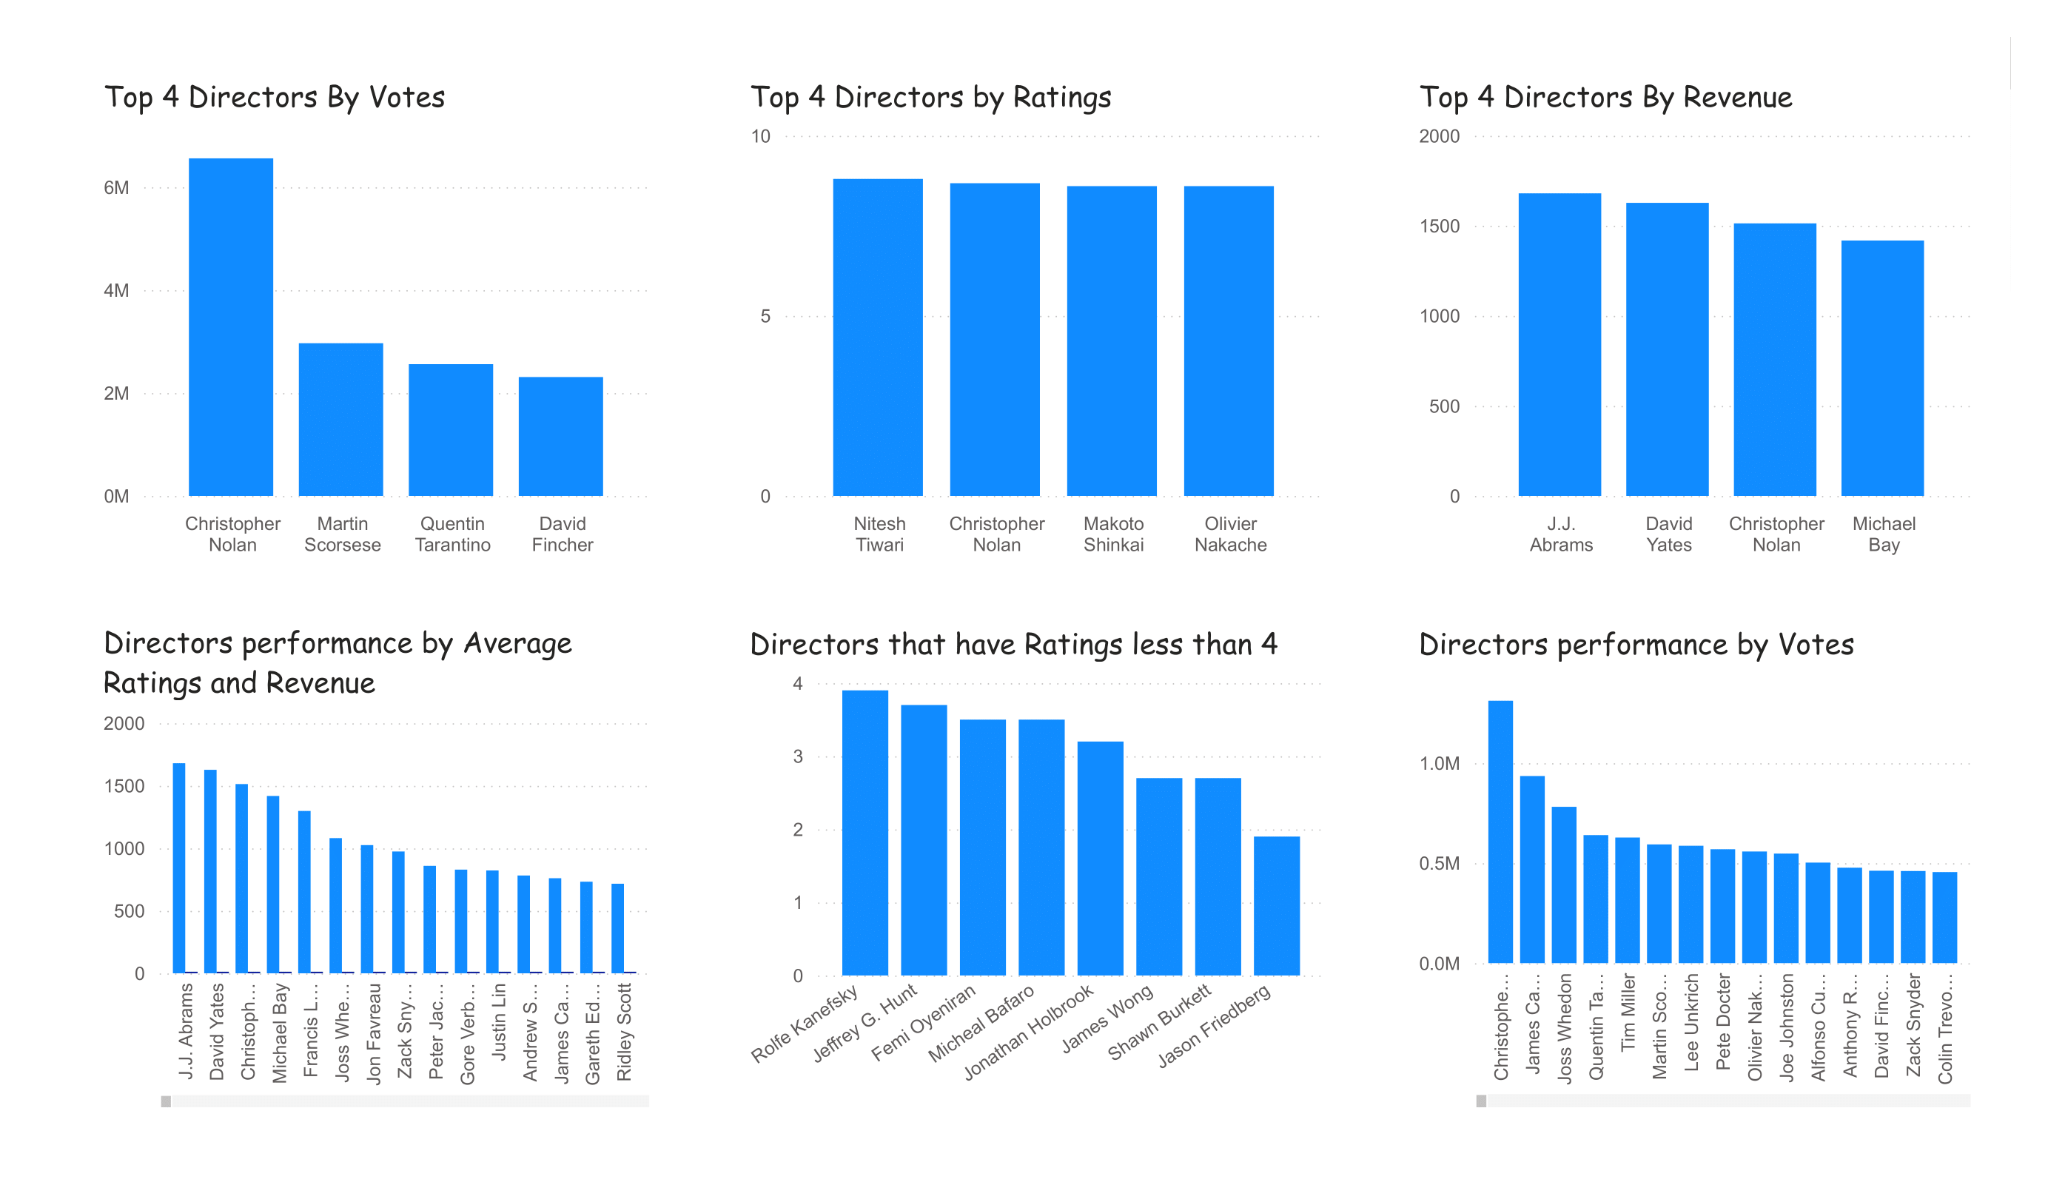 Top 4 Directors By Votes
6M
4M
2M
0M
Christopher
Nolan
Martin
Scorsese
Quentin
Tarantino
David
Fincher
Top 4 Directors by Ratings
10
5
0
Nitesh
Tiwari
Christopher
Nolan
Makoto
Shinkai
Olivier
Nakache
Top 4 Directors By Revenue
2000
1500
1000
500
0
J.J.
Abrams
David
Yates
Christopher
Nolan
Michael
Bay
Directors performance by Average
Ratings and Revenue
2000
1500
1000
500
0
J.J. Abrams
David Yates
Christoph...
Michael Bay
Francis L...
Joss Whe...
Jon Favreau
Zack Sny...
Peter Jac...
Gore Verb...
Justin Lin
Andrew S...
James Ca...
Gareth Ed...
Ridley Scott
Directors that have Ratings less than 4
4
3
2
1
0
Rolfe Kanefsky
Jeffrey G. Hunt
Femi Oyeniran
Micheal Bafaro
Jonathan Holbrook
James Wong
Shawn Burkett
Jason Friedberg
Directors performance by Votes
1.0M
0.5M
0.0M
Christophe...
James Ca...
Joss Whedon
Quentin Ta...
Tim Miller
Martin Sco...
Lee Unkrich
Pete Docter
Olivier Nak...
Joe Johnston
Alfonso Cu...
Anthony R...
David Finc...
Zack Snyder
Colin Trevo...